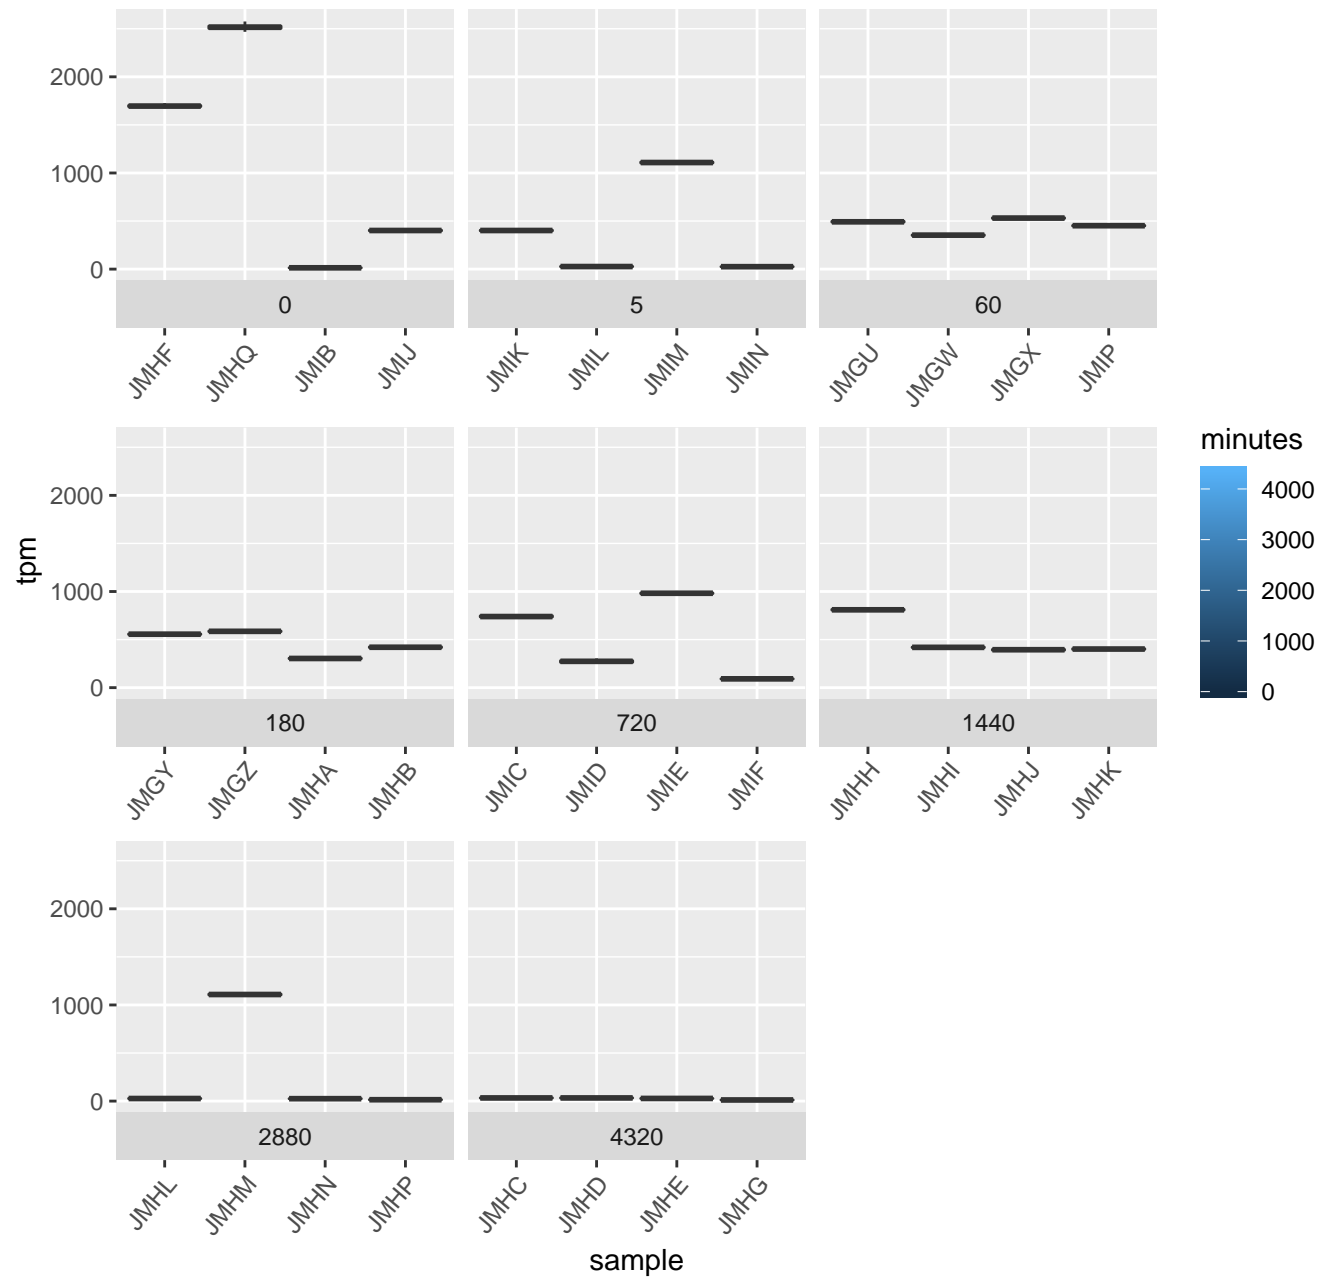 2000
1000
0
0
5
60
JMHF
JMHQ
JMIB
JMIJ
JMIK
JMIL
JMIM
JMIN
JMGU
JMGW
JMGX
JMIP
tpm
2000
1000
0
180
720
1440
JMGY
JMGZ
JMHA
JMHB
JMIC
JMID
JMIE
JMIF
JMHH
JMHI
JMHJ
JMHK
minutes
4000
3000
2000
1000
0
2000
1000
0
2880
4320
JMHL
JMHM
JMHN
JMHP
JMHC
JMHD
JMHE
JMHG
sample